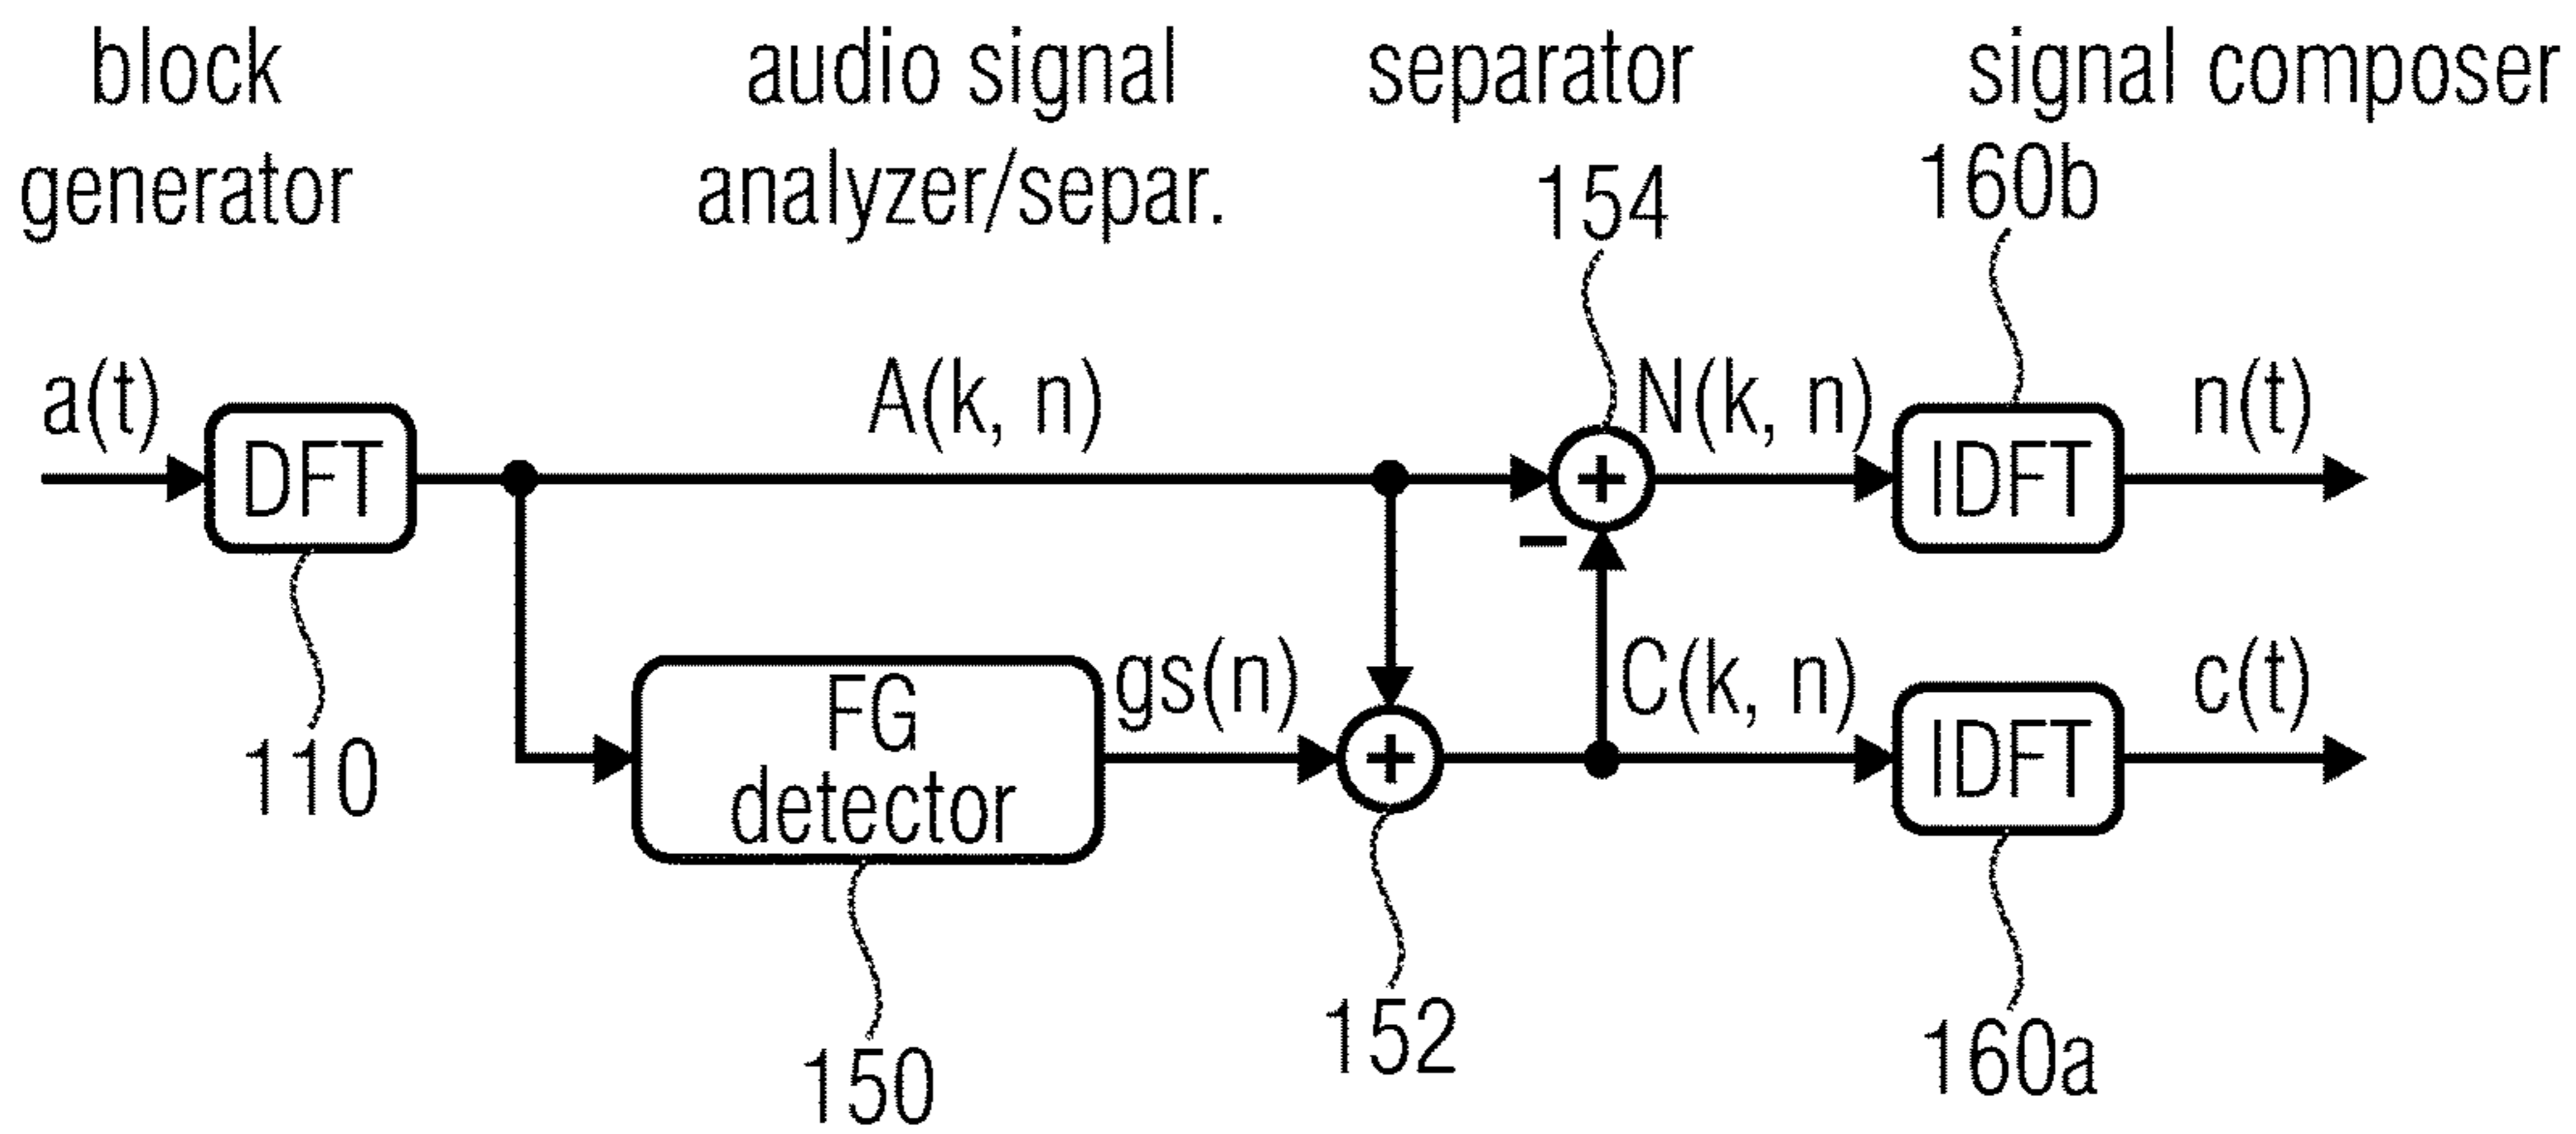 block
generator
audio signal
analyzer/separ.
separator
signal composer
154
160b
a(t)
DFT
A(k, n)
+
−
N(k, n)
IDFT
n(t)
110
FG
detector
gs(n)
+
C(k, n)
IDFT
c(t)
150
152
160a